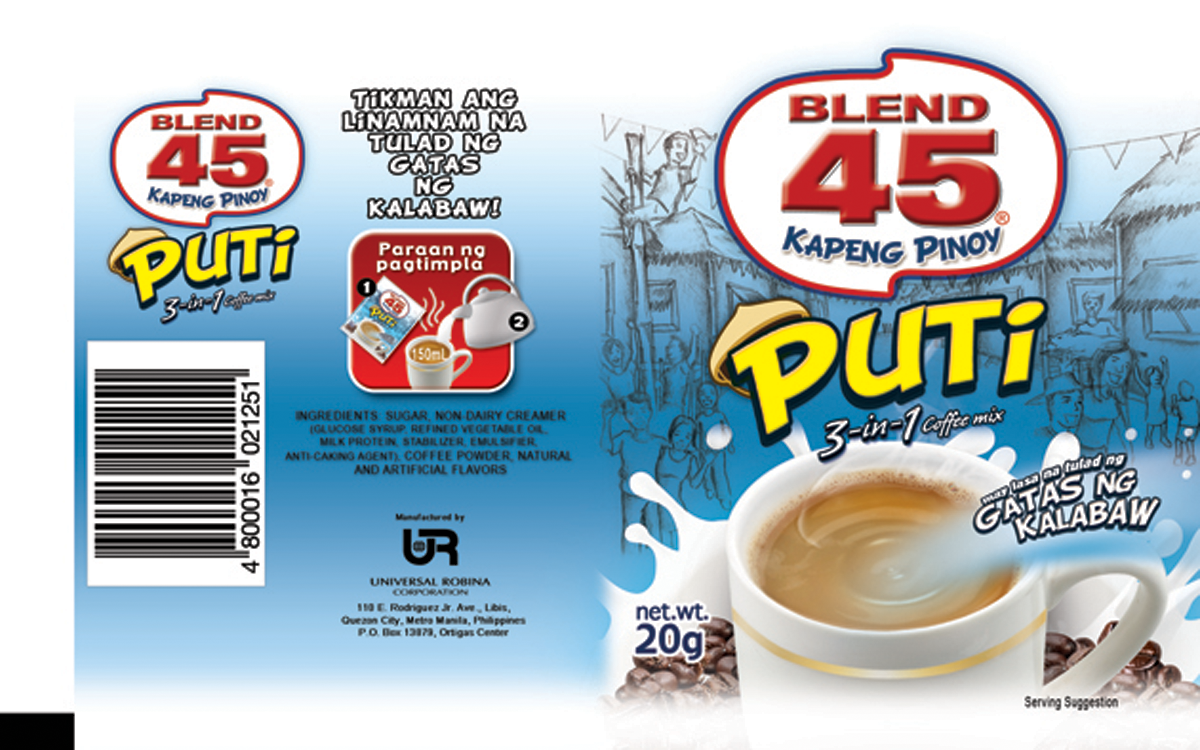 BLEND
45®
KAPENG PINOY
PUTi
3-in-1 Coffee mix
4 800016 021251
TiKMAN ANG
LiNAMNAM NA
TULAD NG
GATAS
NG
KALABAW!
Paraan ng
pagtimpla
1
45
PUTi
2
150mL
INGREDIENTS: SUGAR, NON-DAIRY CREAMER
(GLUCOSE SYRUP, REFINED VEGETABLE OIL,
MILK PROTEIN, STABILIZER, EMULSIFIER,
ANTI-CAKING AGENT), COFFEE POWDER, NATURAL
AND ARTIFICIAL FLAVORS
Manufactured by
UR
UNIVERSAL ROBINA
CORPORATION
110 E. Rodriguez Jr. Ave., Libis,
Quezon City, Metro Manila, Philippines
P.O. Box Ortigas Center
BLEND
45®
KAPENG PINOY
PUTi
3-in-1 Coffee mix
may lasa na tulad ng
GATAS NG
KALABAW
net.wt.
20g
Serving Suggestion